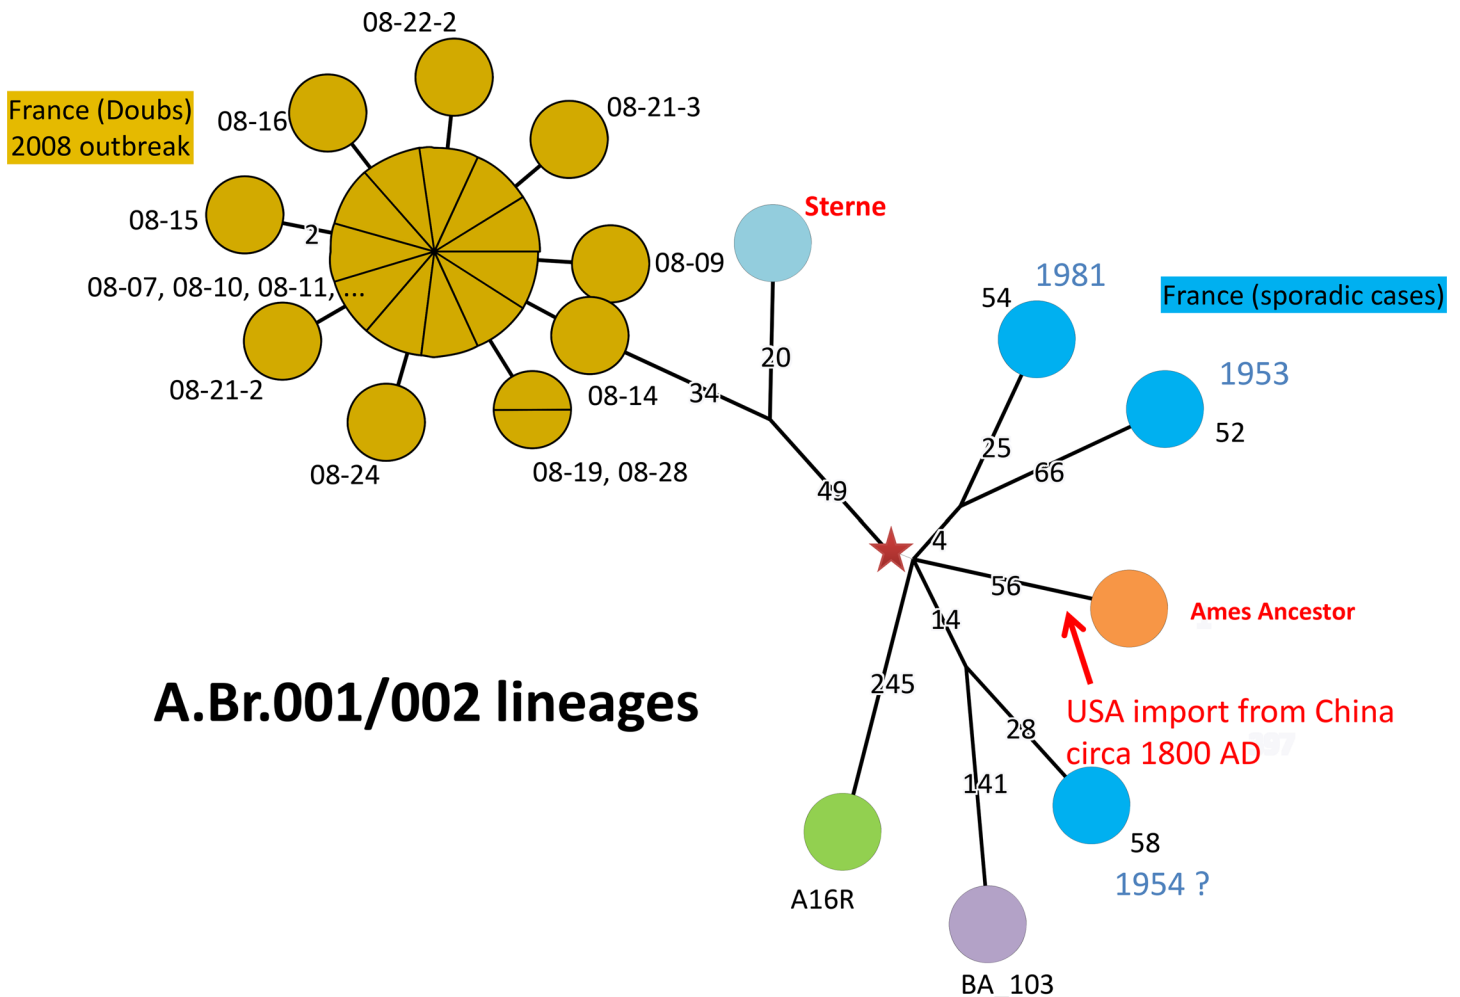 08-22-2
France (Doubs)
2008 outbreak
08-16
08-21-3
08-15
2
08-09
08-07, 08-10, 08-11, ...
08-21-2
08-14
08-24
08-19, 08-28
34
Sterne
20
49
1981
54
France (sporadic cases)
1953
52
25
66
4
56
Ames Ancestor
14
USA import from China
circa 1800 AD
245
28
141
58
1954 ?
A16R
BA_103
A.Br.001/002 lineages